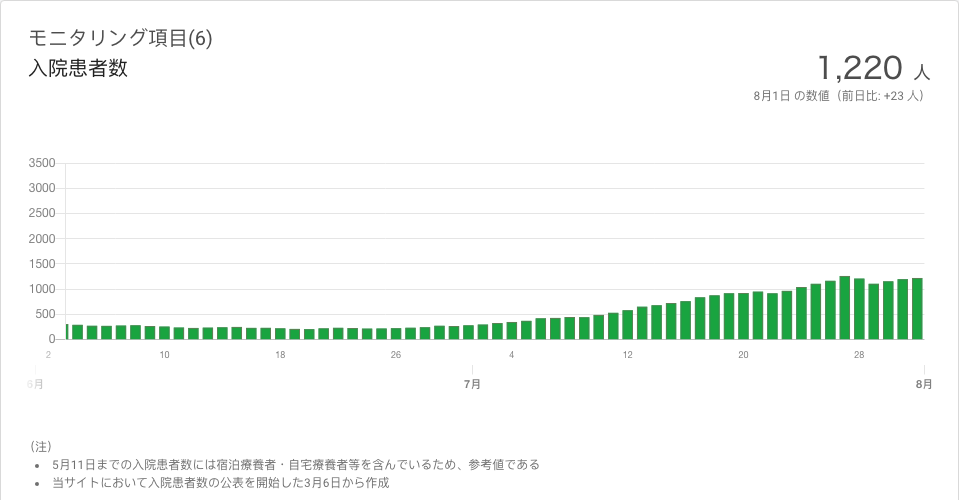 モニタリング項目(6)
入院患者数
1,220 人
8月1日 の数値（前日比: +23 人）
3500
3000
2500
2000
1500
1000
500
0
2 10 18 26 4 12 20 28
6月 7月 8月
（注）
• 5月11日までの入院患者数には宿泊療養者・自宅療養者等を含んでいるため、参考値である
• 当サイトにおいて入院患者数の公表を開始した3月6日から作成